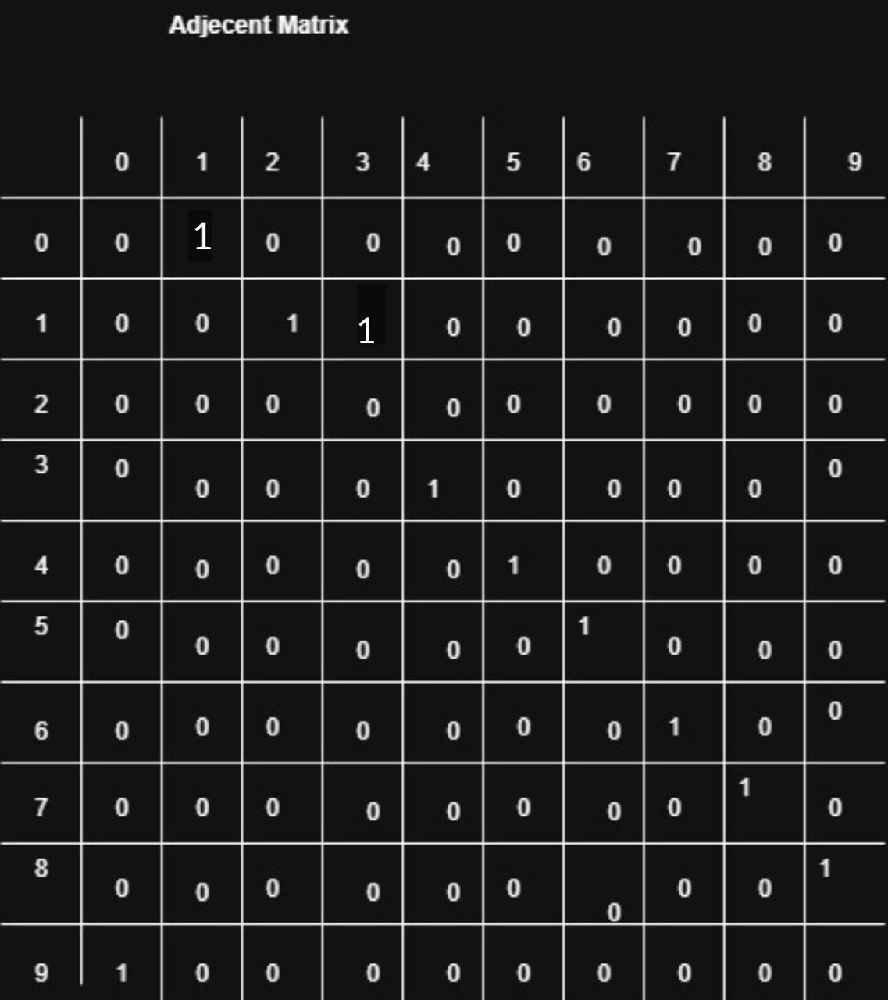 Adjecent Matrix
0 1 2 3 4 5 6 7 8 9
0 0 1 0 0 0 0 0 0 0 0
1 0 0 1 1 0 0 0 0 0 0
2 0 0 0 0 0 0 0 0 0 0
3 0 0 0 0 1 0 0 0 0 0
4 0 0 0 0 0 1 0 0 0 0
5 0 0 0 0 0 0 1 0 0 0
6 0 0 0 0 0 0 0 1 0 0
7 0 0 0 0 0 0 0 0 1 0
8 0 0 0 0 0 0 0 0 0 1
9 1 0 0 0 0 0 0 0 0 0